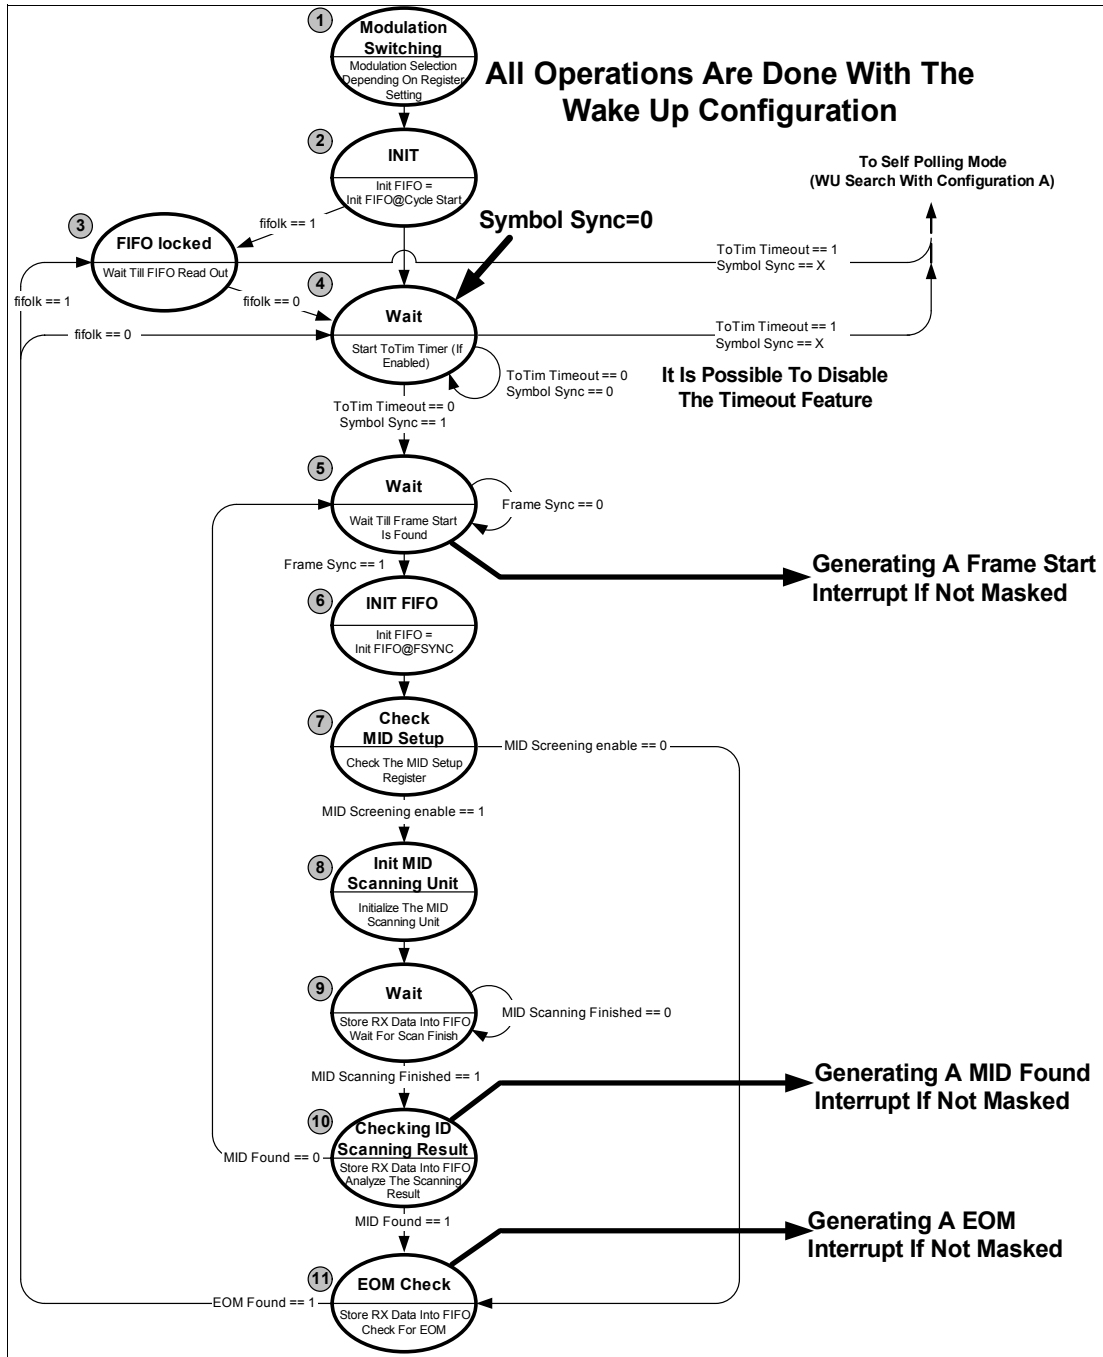 1
Modulation
Switching
Modulation Selection
Depending On Register
Setting
All Operations Are Done With The
Wake Up Configuration
2
INIT
Init FIFO =
Init FIFO@Cycle Start
To Self Polling Mode
(WU Search With Configuration A)
fifolk == 1
Symbol Sync=0
3
FIFO locked
Wait Till FIFO Read Out
ToTim Timeout == 1
Symbol Sync == X
fifolk == 1
fifolk == 0
4
Wait
Start ToTim Timer (If
Enabled)
fifolk == 0
ToTim Timeout == 1
Symbol Sync == X
ToTim Timeout == 0
Symbol Sync == 0
It Is Possible To Disable
The Timeout Feature
ToTim Timeout == 0
Symbol Sync == 1
5
Wait
Wait Till Frame Start
Is Found
Frame Sync == 0
Frame Sync == 1
Generating A Frame Start
Interrupt If Not Masked
6
INIT FIFO
Init FIFO =
Init FIFO@FSYNC
7
Check
MID Setup
Check The MID Setup
Register
MID Screening enable == 0
MID Screening enable == 1
8
Init MID
Scanning Unit
Initialize The MID
Scanning Unit
9
Wait
Store RX Data Into FIFO
Wait For Scan Finish
MID Scanning Finished == 0
MID Scanning Finished == 1
Generating A MID Found
Interrupt If Not Masked
10
Checking ID
Scanning Result
Store RX Data Into FIFO
Analyze The Scanning
Result
MID Found == 0
MID Found == 1
Generating A EOM
Interrupt If Not Masked
11
EOM Check
Store RX Data Into FIFO
Check For EOM
EOM Found == 1